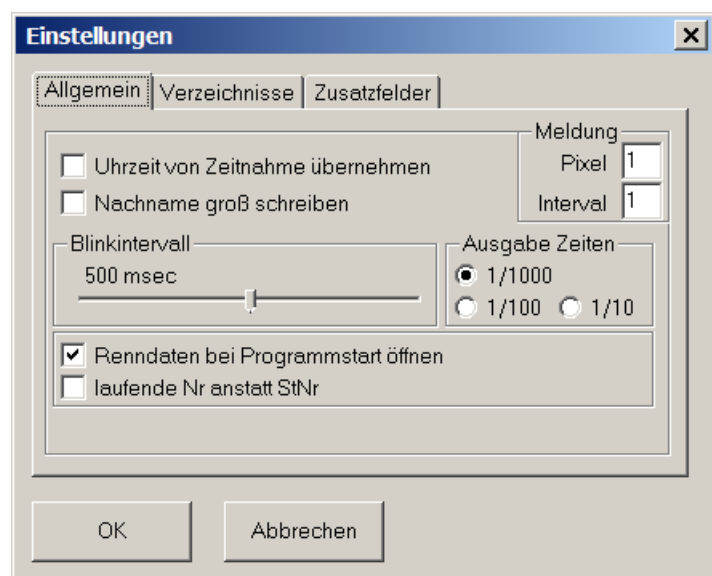 Einstellungen
Allgemein Verzeichnisse Zusatzfelder
Meldung
Uhrzeit von Zeitnahme übernehmen Pixel 1
Nachname groß schreiben Interval 1
Blinkintervall Ausgabe Zeiten
500 msec 1/1000
1/100 1/10
Renndaten bei Programmstart öffnen
laufende Nr anstatt StNr
OK Abbrechen